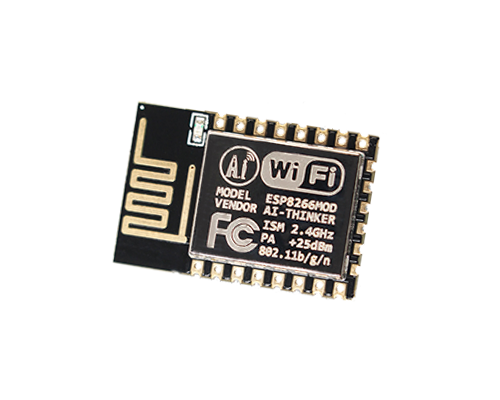 Ai WiFi
MODEL ESP8266MOD
VENDOR AI-THINKER
FC ISM 2.4GHz
PA +25dBm
802.11b/g/n